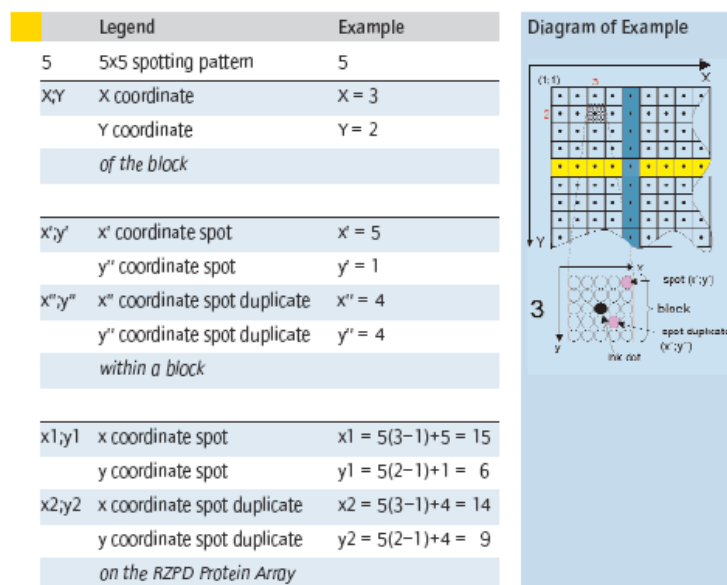 Legend Example
5 5x5 spotting pattern 5
X;Y X coordinate X = 3
Y coordinate Y = 2
of the block
x';y' x' coordinate spot x' = 5
y'' coordinate spot y' = 1
x'';y'' x'' coordinate spot duplicate x'' = 4
y'' coordinate spot duplicate y'' = 4
within a block
x1;y1 x coordinate spot x1 = 5(3−1)+5 = 15
y coordinate spot y1 = 5(2−1)+1 = 6
x2;y2 x coordinate spot duplicate x2 = 5(3−1)+4 = 14
y coordinate spot duplicate y2 = 5(2−1)+4 = 9
on the RZPD Protein Array
Diagram of Example
X
(1;1) 3
2
Y
x
spot (x';y')
3 block
spot duplicate
(x'';y'')
y ink dot